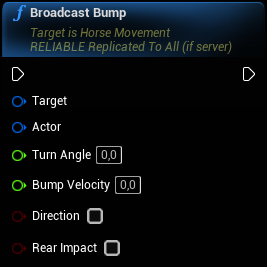 Broadcast Bump
Target is Horse Movement
RELIABLE Replicated To All (if server)
Target
Actor
Turn Angle 0,0
Bump Velocity 0,0
Direction
Rear Impact